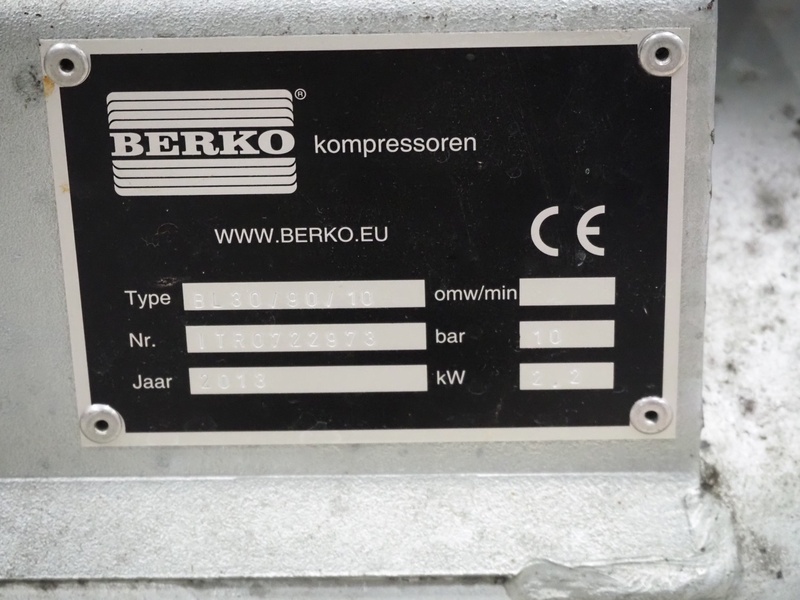 BERKO® kompressoren
WWW.BERKO.EU CE
Type BL30/90/10 omw/min
Nr. ITR0722973 bar 10
Jaar 2013 kW 2,2